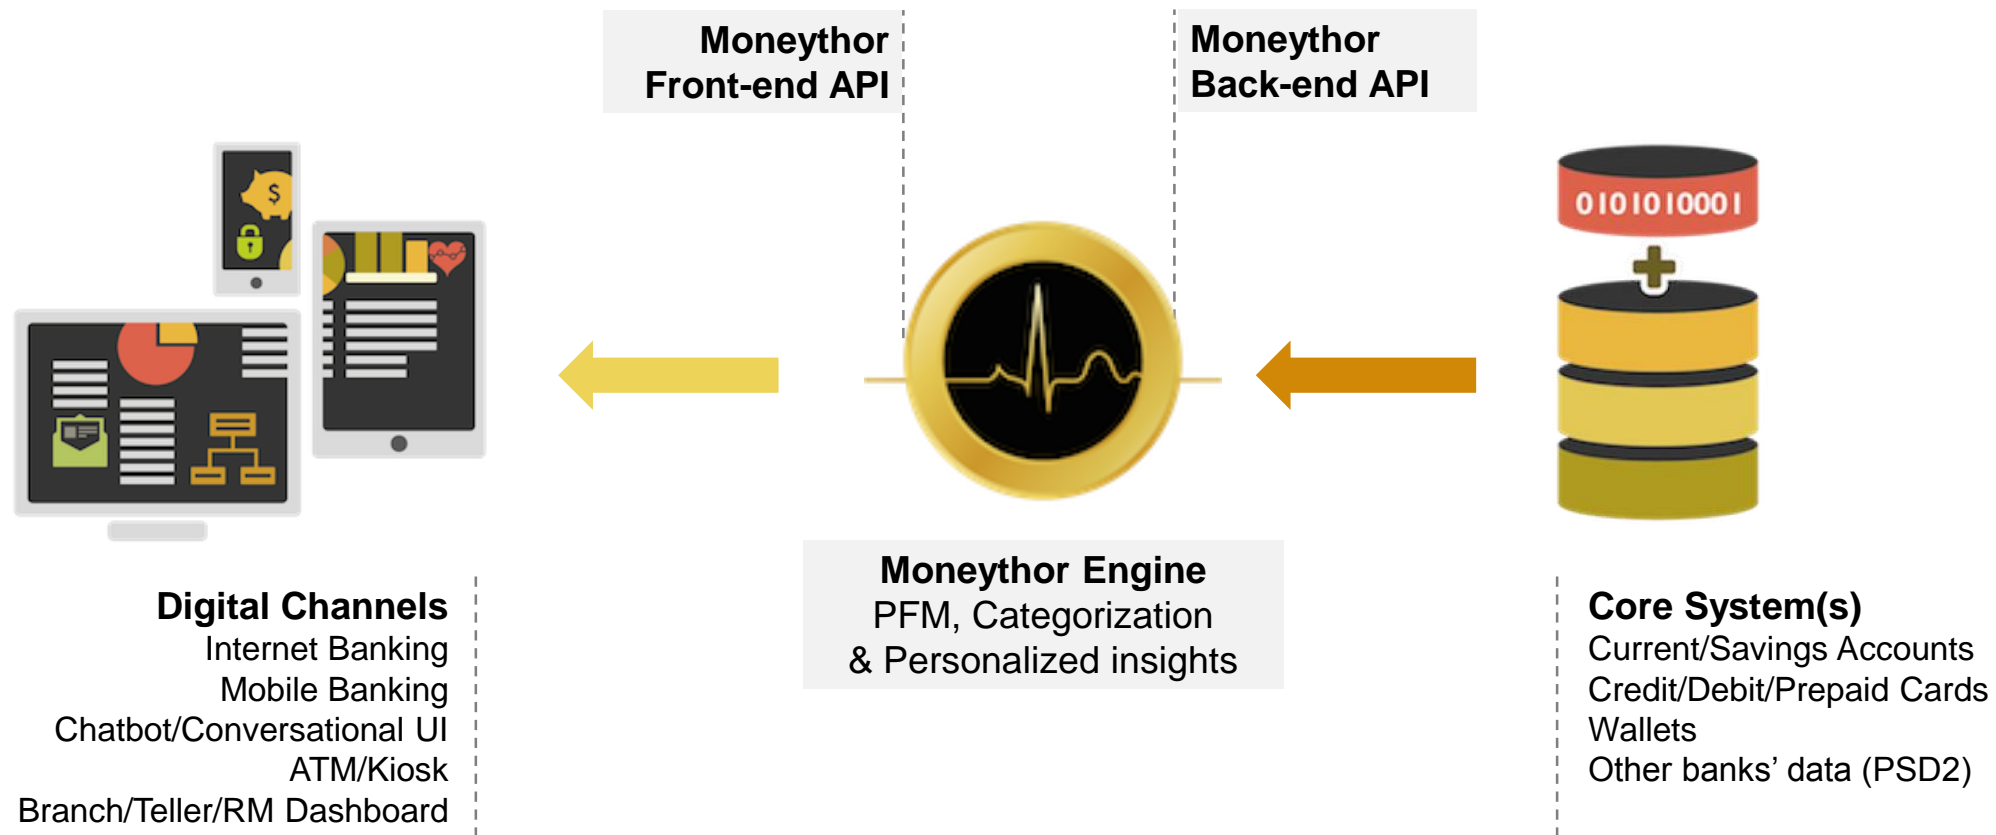 Moneythor
Front-end API
Moneythor
Back-end API
$
0101010001
Moneythor Engine
PFM, Categorization
& Personalized insights
Digital Channels
Internet Banking
Mobile Banking
Chatbot/Conversational UI
ATM/Kiosk
Branch/Teller/RM Dashboard
Core System(s)
Current/Savings Accounts
Credit/Debit/Prepaid Cards
Wallets
Other banks’ data (PSD2)